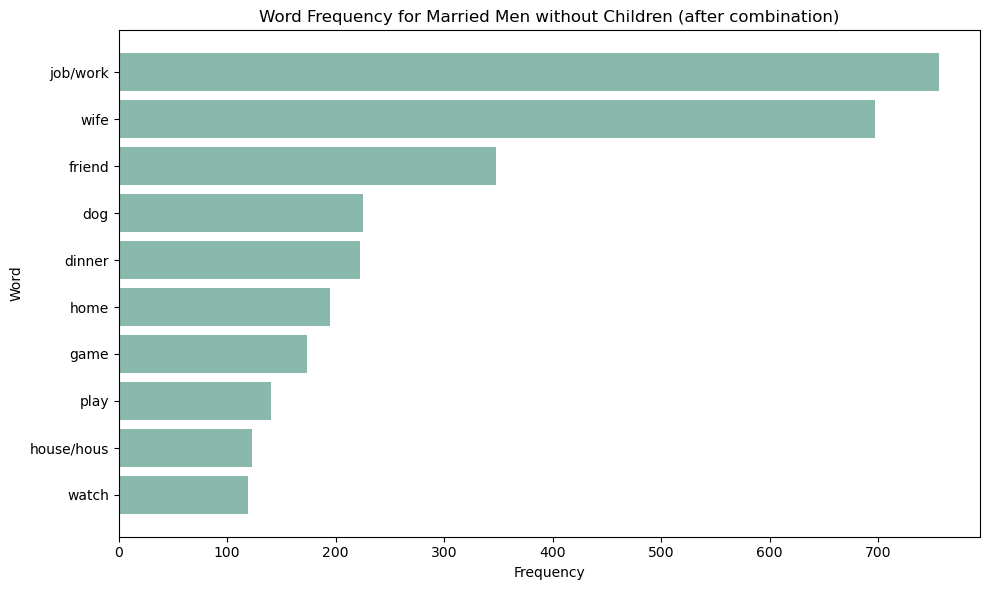 Word Frequency for Married Men without Children (after combination)
job/work
wife
friend
dog
dinner
home
game
play
house/hous
watch
Word
0 100 200 300 400 500 600 700
Frequency